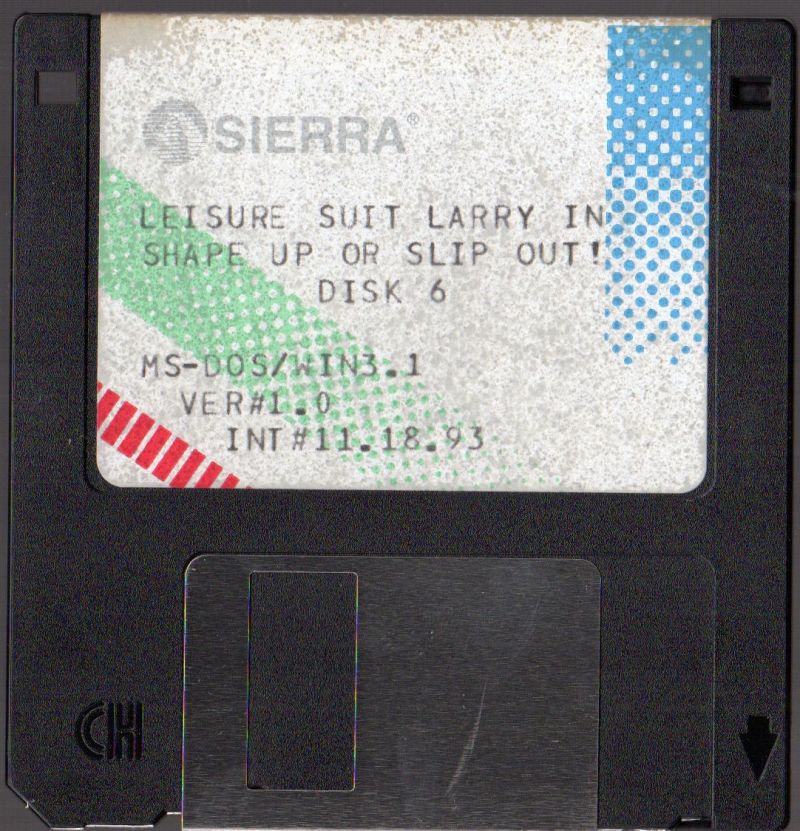 SIERRA®
LEISURE SUIT LARRY IN
SHAPE UP OR SLIP OUT!
DISK 6
MS-DOS/WIN3.1
VER#1.0
INT#11.18.93